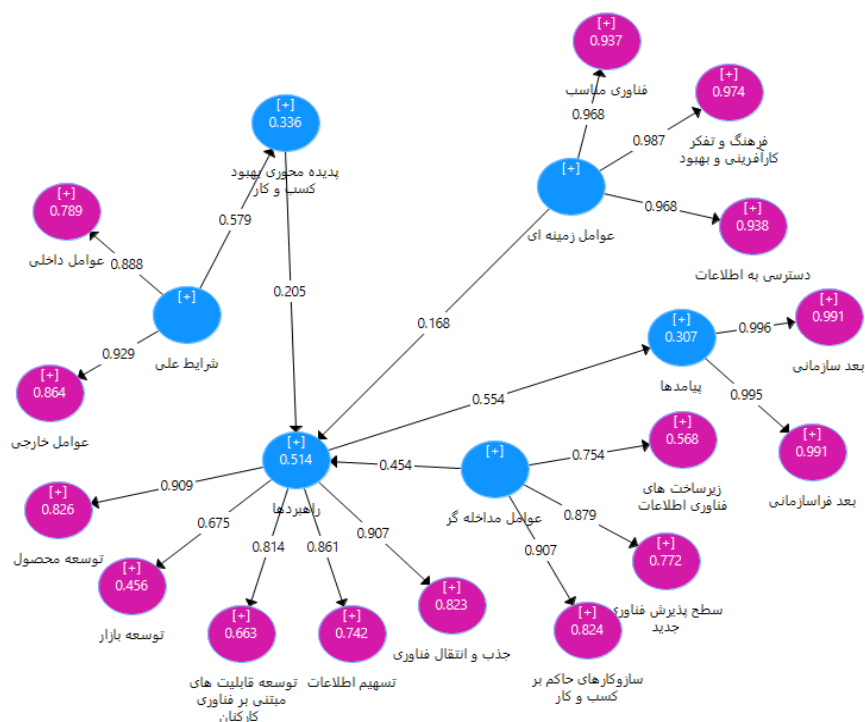 [+]
0.937
فناوری مناسب
[+]
0.974
فرهنگ و تفکر
کارآفرینی و بهبود
0.968
0.987
[+]
0.336
پدیده محوری بهبود
کسب و کار
[+]
عوامل زمینه ای
0.968
[+]
0.938
دسترسی به اطلاعات
[+]
0.789
عوامل داخلی
0.579
0.888
[+]
شرایط علی
0.205
0.168
0.929
[+]
0.864
عوامل خارجی
[+]
0.307
پیامدها
0.996
[+]
0.991
بعد سازمانی
0.995
[+]
0.991
بعد فراسازمانی
0.554
[+]
0.514
راهبردها
0.454
[+]
عوامل مداخله گر
0.754
[+]
0.568
زیرساخت های
فناوری اطلاعات
0.879
[+]
0.772
سطح پذیرش فناوری
جدید
0.907
[+]
0.824
سازوکارهای حاکم بر
کسب و کار
0.909
[+]
0.826
توسعه محصول
0.675
[+]
0.456
توسعه بازار
0.814
[+]
0.663
توسعه قابلیت های
مبتنی بر فناوری
کارکنان
0.861
[+]
0.742
تسهیم اطلاعات
0.907
[+]
0.823
جذب و انتقال فناوری